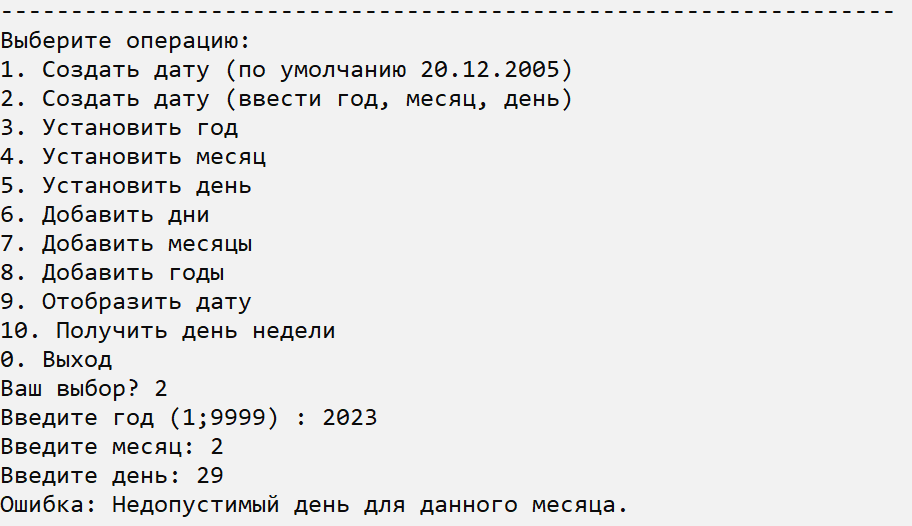 ----------------------------------------------------------------
Выберите операцию:
1. Создать дату (по умолчанию 20.12.2005)
2. Создать дату (ввести год, месяц, день)
3. Установить год
4. Установить месяц
5. Установить день
6. Добавить дни
7. Добавить месяцы
8. Добавить годы
9. Отобразить дату
10. Получить день недели
0. Выход
Ваш выбор? 2
Введите год (1;9999) : 2023
Введите месяц: 2
Введите день: 29
Ошибка: Недопустимый день для данного месяца.